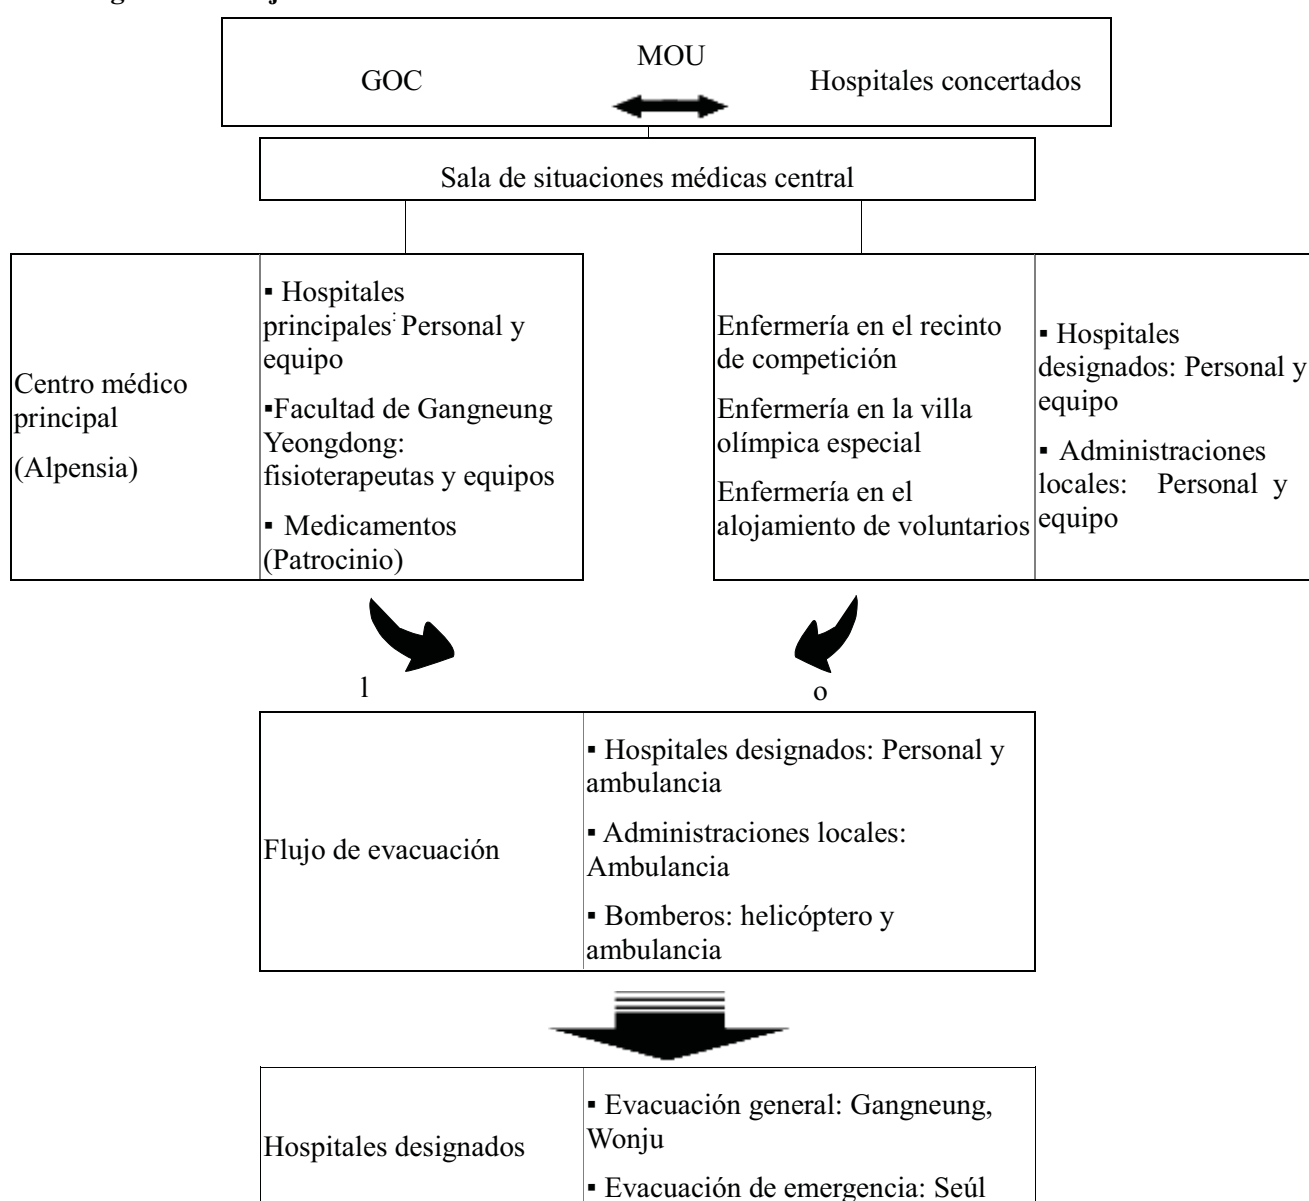 MOU
GOC
Hospitales concertados
Sala de situaciones médicas central
Centro médico
principal
(Alpensia)
▪ Hospitales
principales: Personal y
equipo
▪Facultad de Gangneung
Yeongdong:
fisioterapeutas y equipos
▪ Medicamentos
(Patrocinio)
Enfermería en el recinto
de competición
Enfermería en la villa
olímpica especial
Enfermería en el
alojamiento de voluntarios
▪ Hospitales
designados: Personal y
equipo
▪ Administraciones
locales: Personal y
equipo
l
o
Flujo de evacuación
▪ Hospitales designados: Personal y
ambulancia
▪ Administraciones locales:
Ambulancia
▪ Bomberos: helicóptero y
ambulancia
Hospitales designados
▪ Evacuación general: Gangneung,
Wonju
▪ Evacuación de emergencia: Seúl